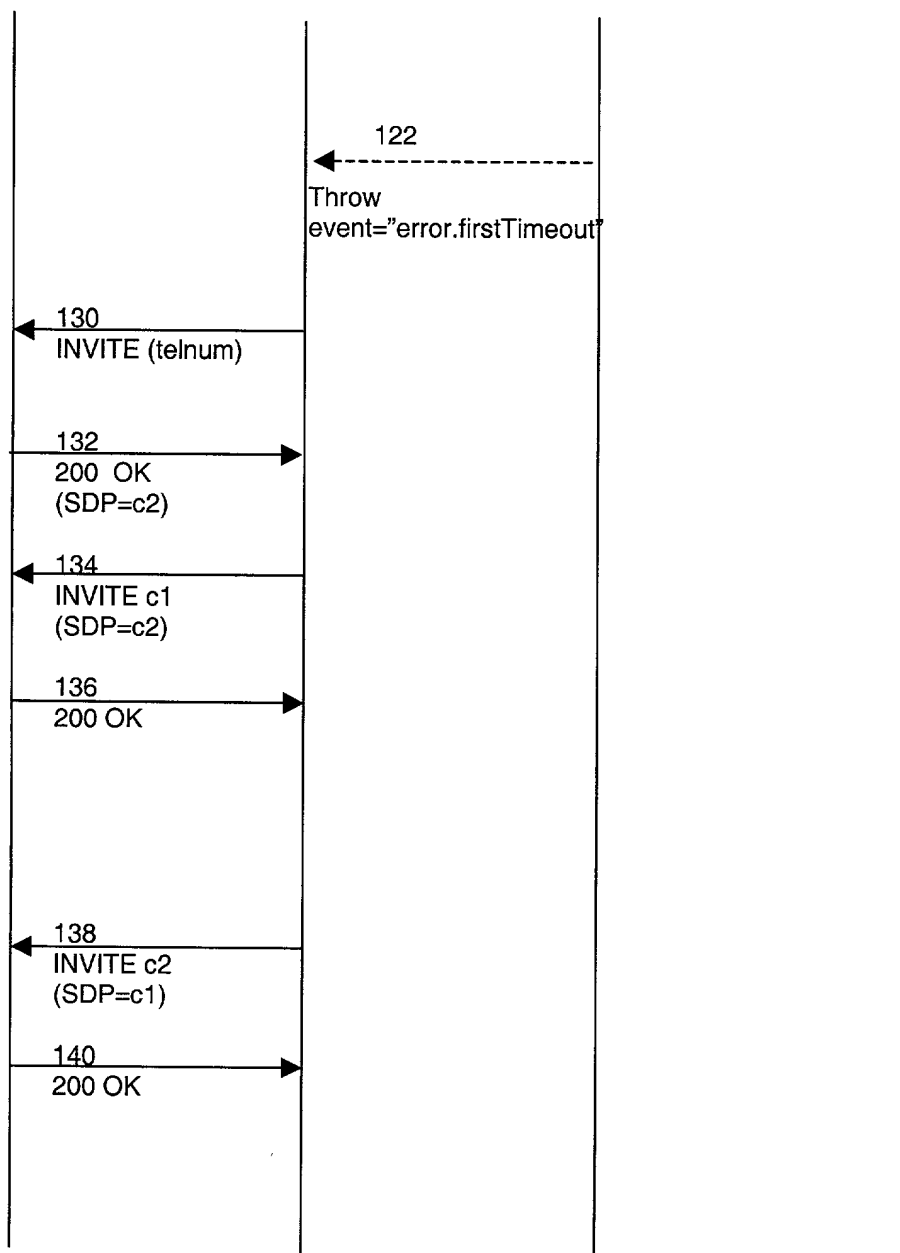 122
Throw
event=”error.firstTimeout”
130
INVITE (telnum)
132
200 OK
(SDP=c2)
134
INVITE c1
(SDP=c2)
136
200 OK
138
INVITE c2
(SDP=c1)
140
200 OK